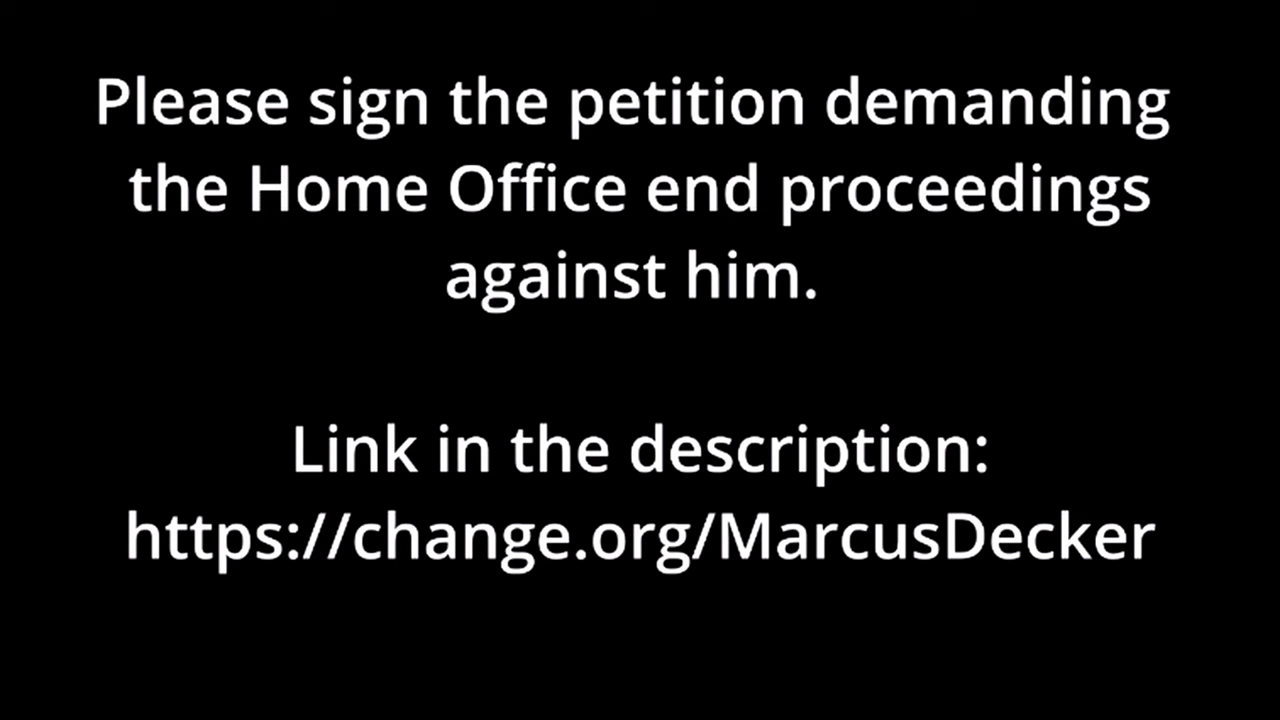 Please sign the petition demanding
the Home Office end proceedings
against him.
Link in the description:
https://change.org/MarcusDecker